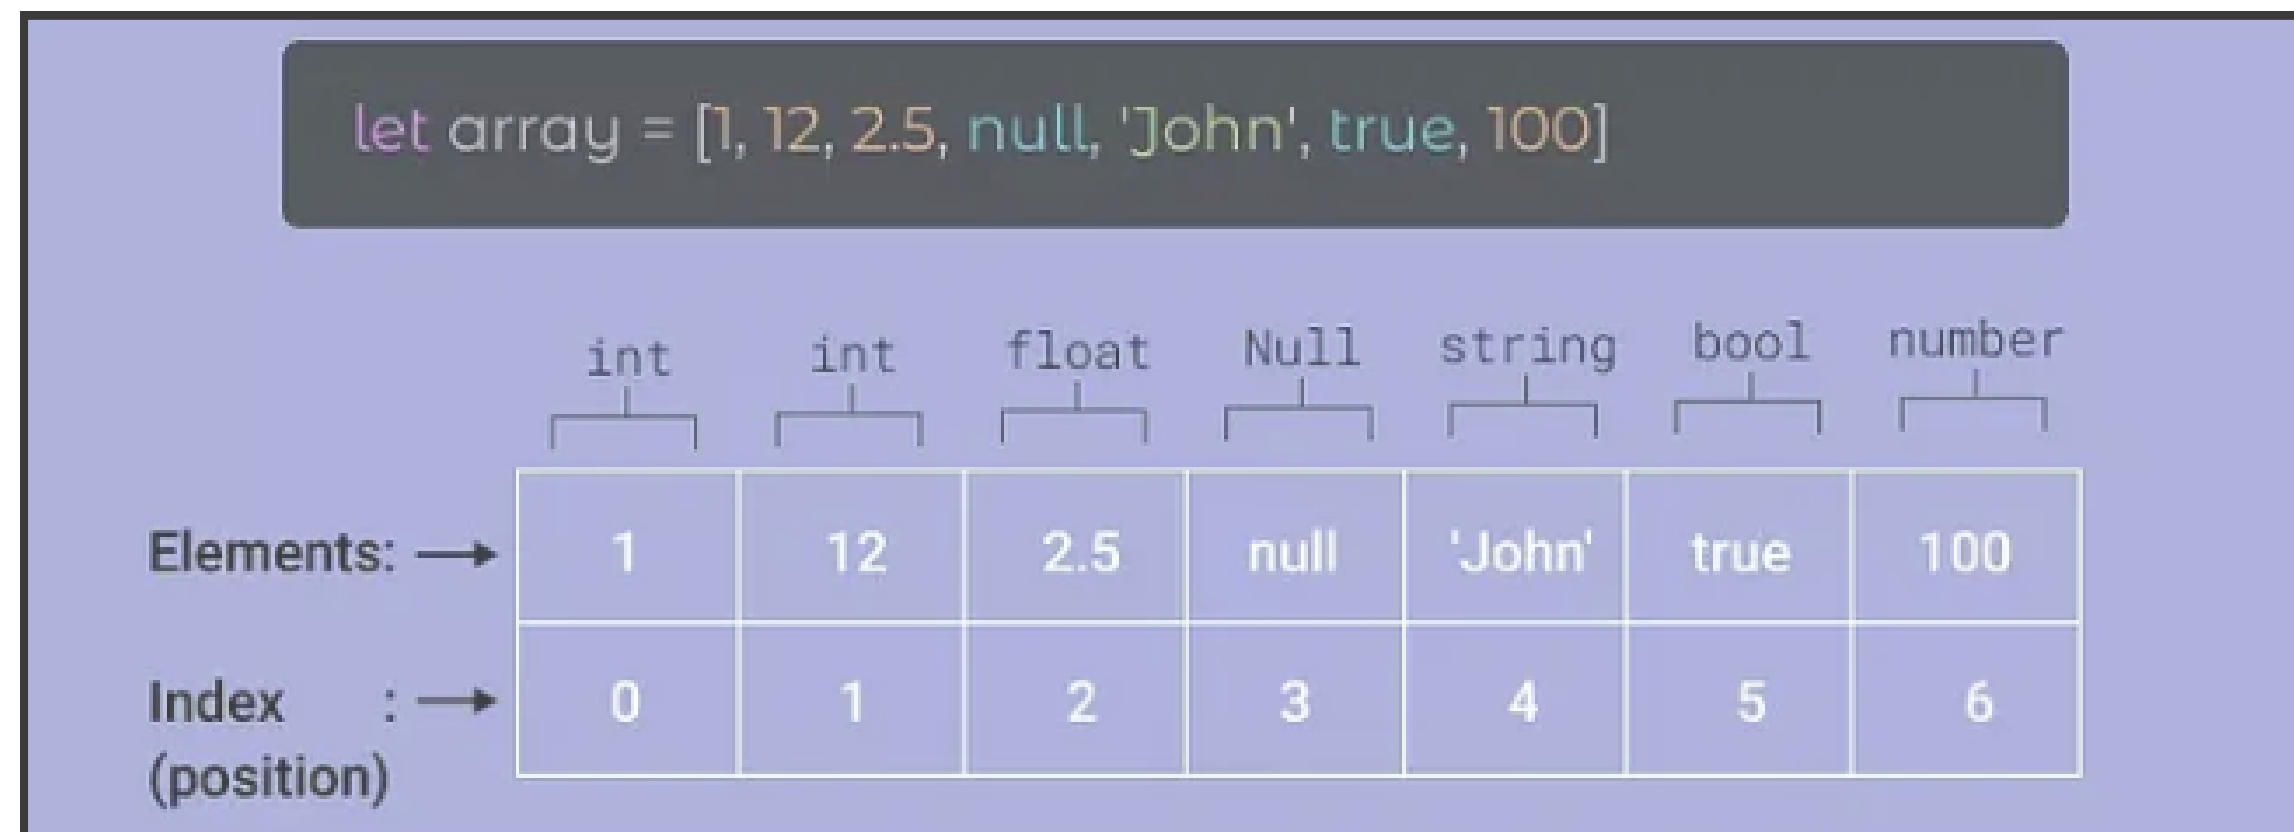 let array = [1, 12, 2.5, null, 'John', true, 100]
int int float Null string bool number
Elements: 1 12 2.5 null 'John' true 100
Index : 0 1 2 3 4 5 6
(position)